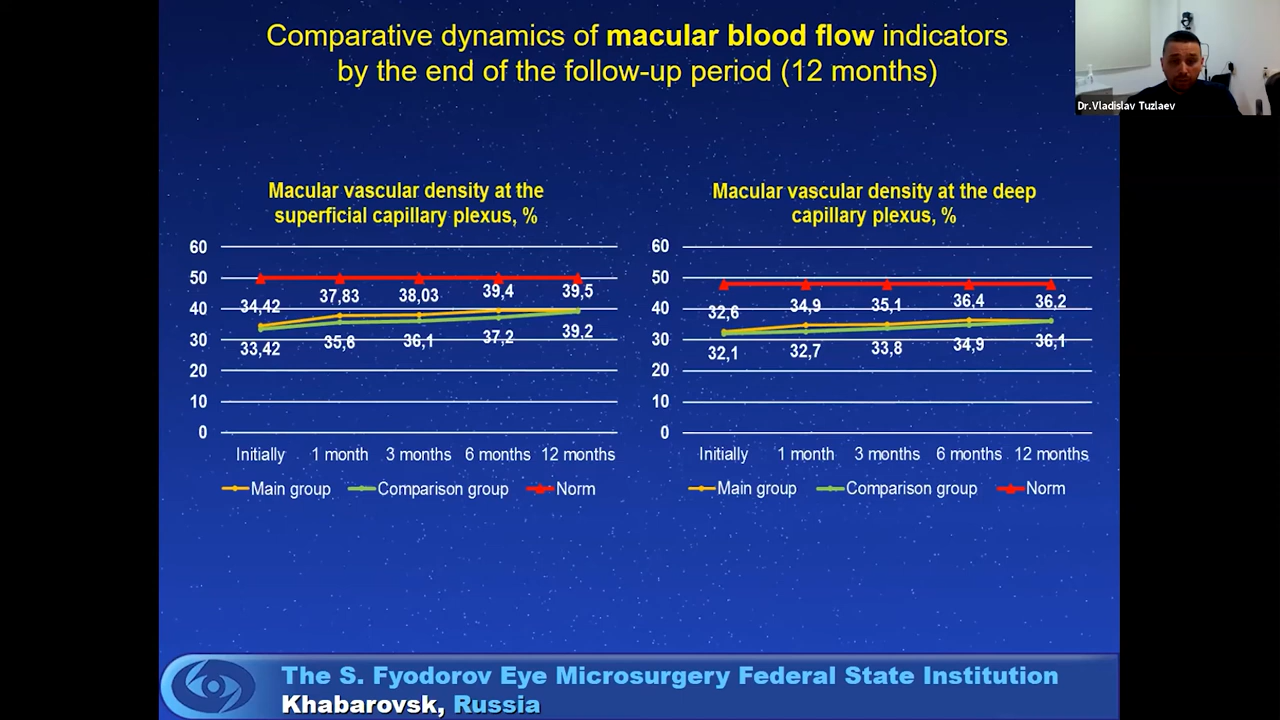 Comparative dynamics of macular blood flow indicators
by the end of the follow-up period (12 months)
Dr.Vladislav Tuzlaev
Macular vascular density at the
superficial capillary plexus, %
60
50
40
30
20
10
0
34,42
37,83
38,03
39,4
39,5
33,42
35,6
36,1
37,2
39,2
Initially
1 month
3 months
6 months
12 months
Main group
Comparison group
Norm
Macular vascular density at the deep
capillary plexus, %
60
50
40
30
20
10
0
32,6
34,9
35,1
36,4
36,2
32,1
32,7
33,8
34,9
36,1
Initially
1 month
3 months
6 months
12 months
Main group
Comparison group
Norm
The S. Fyodorov Eye Microsurgery Federal State Institution
Khabarovsk, Russia